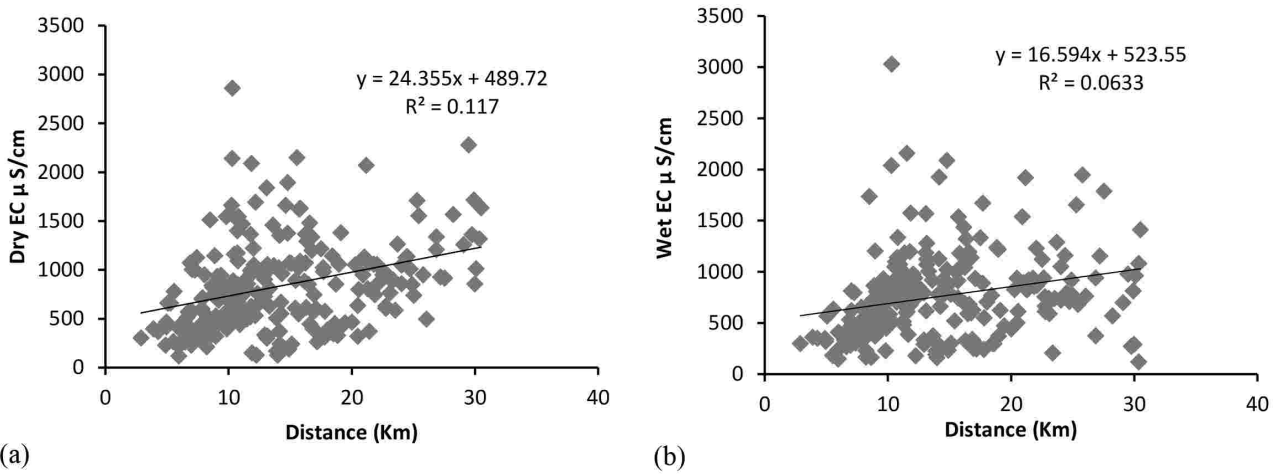 3500
3000
2500
2000
1500
1000
500
0
Dry EC µ S/cm
y = 24.355x + 489.72
R² = 0.117
0 10 20 30 40
Distance (Km)
(a)
3500
3000
2500
2000
1500
1000
500
0
Wet EC µ S/cm
y = 16.594x + 523.55
R² = 0.0633
0 10 20 30 40
Distance (Km)
(b)